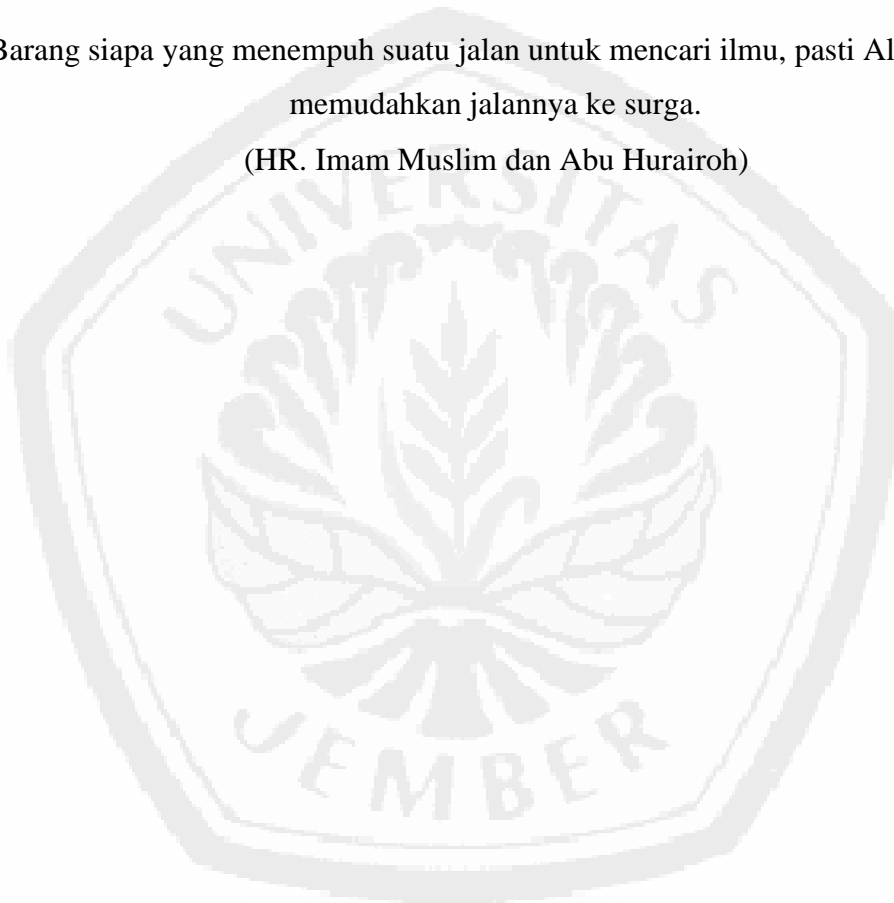 Barang siapa yang menempuh suatu jalan untuk mencari ilmu, pasti Al
memudahkan jalannya ke surga.
(HR. Imam Muslim dan Abu Hurairoh)
UNIVERSITAS
JEMBER